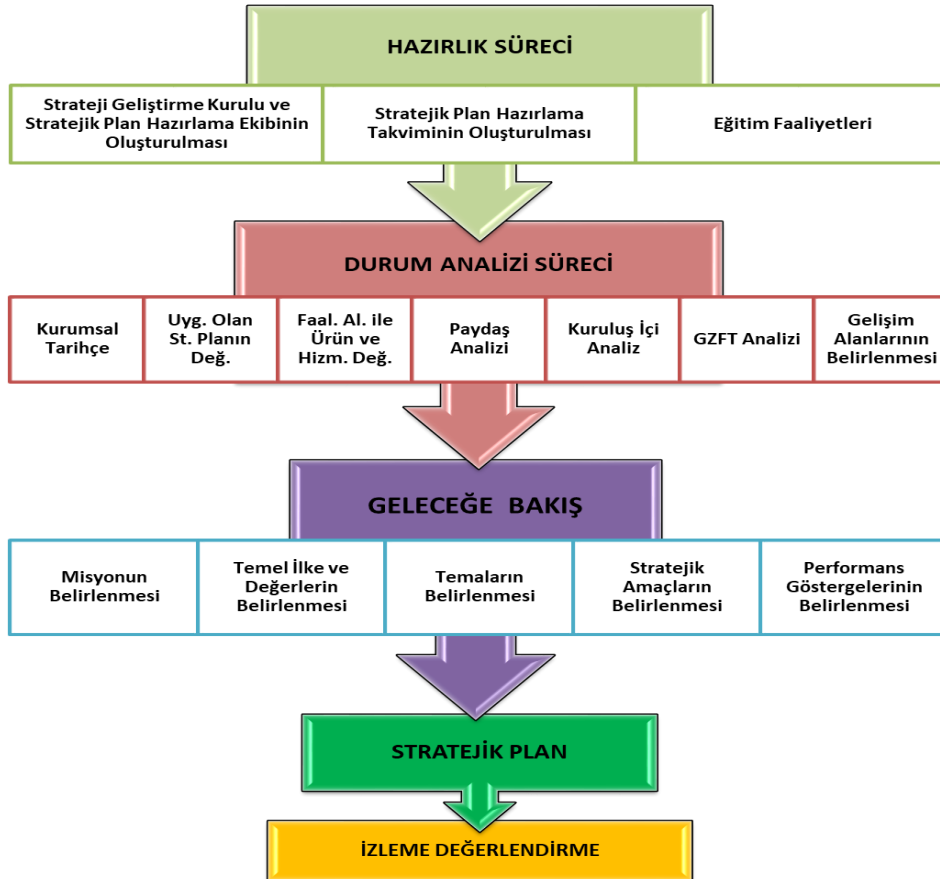 HAZIRLIK SÜRECİ
Strateji Geliştirme Kurulu ve
Stratejik Plan Hazırlama Ekibinin
Oluşturulması
Stratejik Plan Hazırlama
Takviminin Oluşturulması
Eğitim Faaliyetleri
DURUM ANALİZİ SÜRECİ
Kurumsal
Tarihçe
Uyg. Olan
St. Planın
Değ.
Faal. Al. ile
Ürün ve
Hizm. Değ.
Paydaş
Analizi
Kuruluş İçi
Analiz
GZFT Analizi
Gelişim
Alanlarının
Belirlenmesi
GELECEĞE BAKIŞ
Misyonun
Belirlenmesi
Temel İlke ve
Değerlerin
Belirlenmesi
Temaların
Belirlenmesi
Stratejik
Amaçların
Belirlenmesi
Performans
Göstergelerinin
Belirlenmesi
STRATEJİK PLAN
İZLEME DEĞERLENDİRME